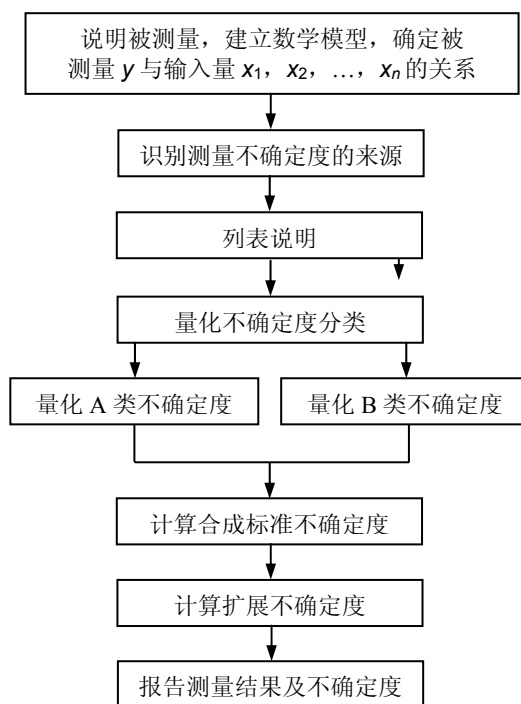 说明被测量，建立数学模型，确定被
测量 y 与输入量 x1，x2，…，xn 的关系
识别测量不确定度的来源
列表说明
量化不确定度分类
量化 A 类不确定度
量化 B 类不确定度
计算合成标准不确定度
计算扩展不确定度
报告测量结果及不确定度